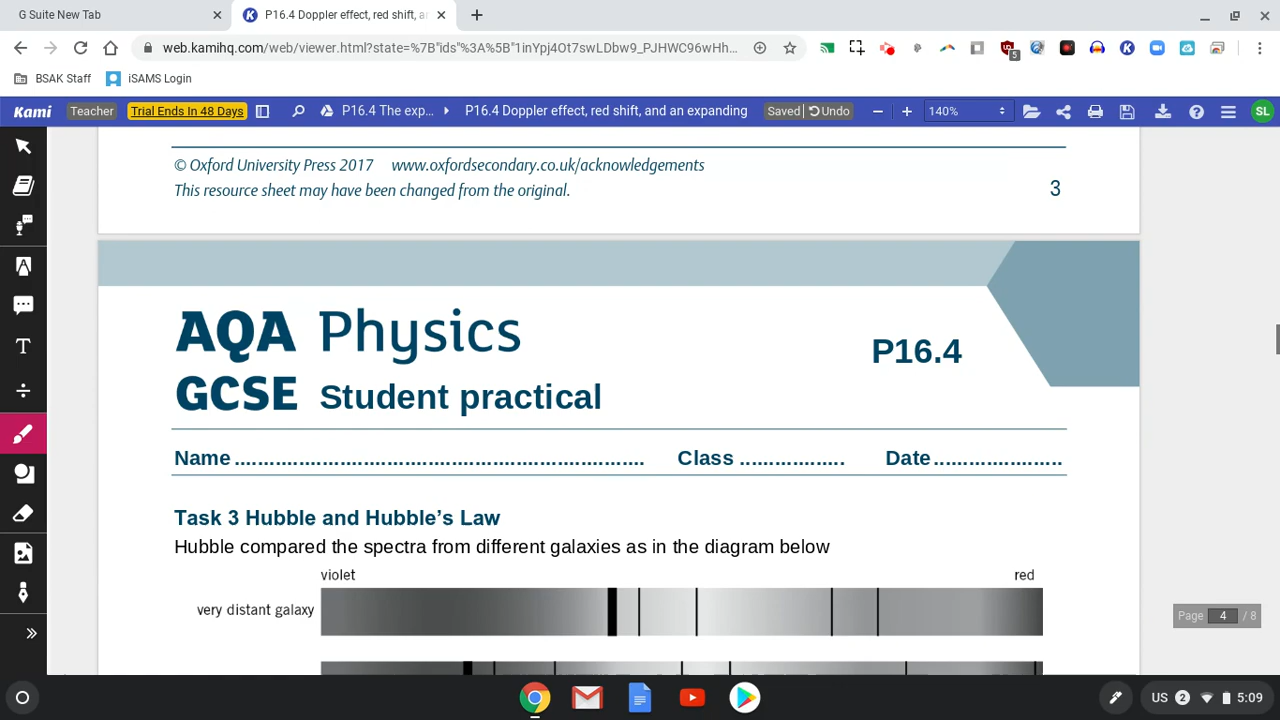 G Suite New Tab
P16.4 Doppler effect, red shift, a
web.kamihq.com/web/viewer.html?state=%7B"ids"%3A%5B"1inYpj4Ot7swLDbw9_PJHWC96wHh...
5
BSAK Staff iSAMS Login
Kami Teacher Trial Ends In 48 Days P16.4 The exp... P16.4 Doppler effect, red shift, and an expanding Saved Undo 140% SL
© Oxford University Press 2017 www.oxfordsecondary.co.uk/acknowledgements
This resource sheet may have been changed from the original.
3
AQA Physics
P16.4
GCSE Student practical
Name ........................................................................ Class .................. Date......................
Task 3 Hubble and Hubble's Law
Hubble compared the spectra from different galaxies as in the diagram below
violet red
very distant galaxy
Page 4 / 8
US 2 5:09